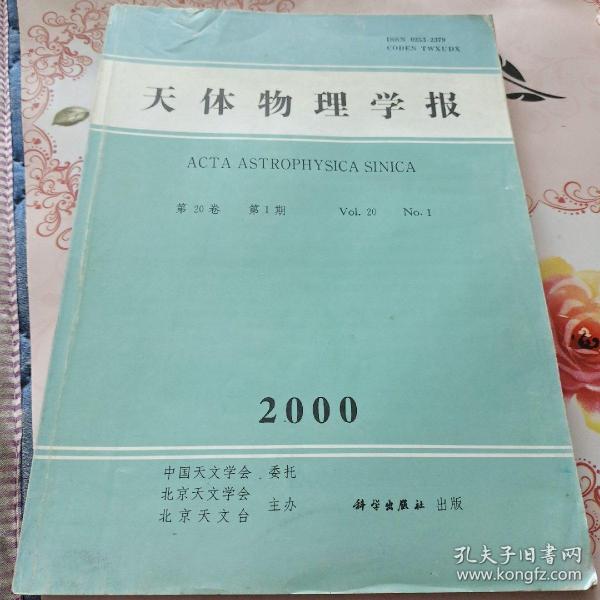 ISSN 0253-2379
CODEN TWXUDX
天体物理学报
ACTA ASTROPHYSICA SINICA
第20卷 第1期 Vol. 20 No. 1
2000
中国天文学会 委托
北京天文学会
北京天文台 主办
科学出版社 出版
孔夫子旧书网
www.kongfz.com